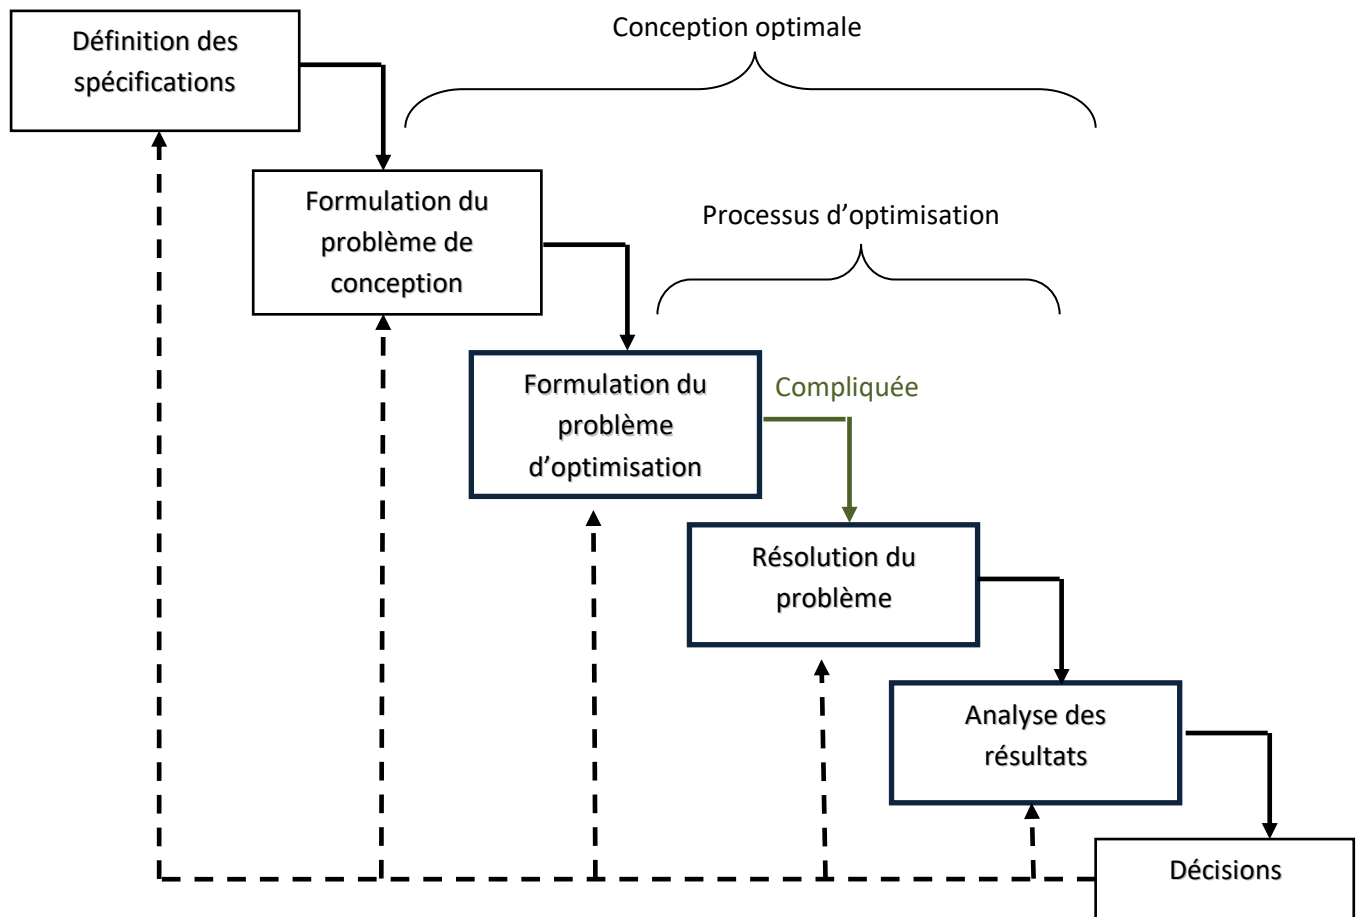 Définition des
spécifications
Conception optimale
Formulation du
problème de
conception
Processus d’optimisation
Formulation du
problème
d’optimisation
Compliquée
Résolution du
problème
Analyse des
résultats
Décisions